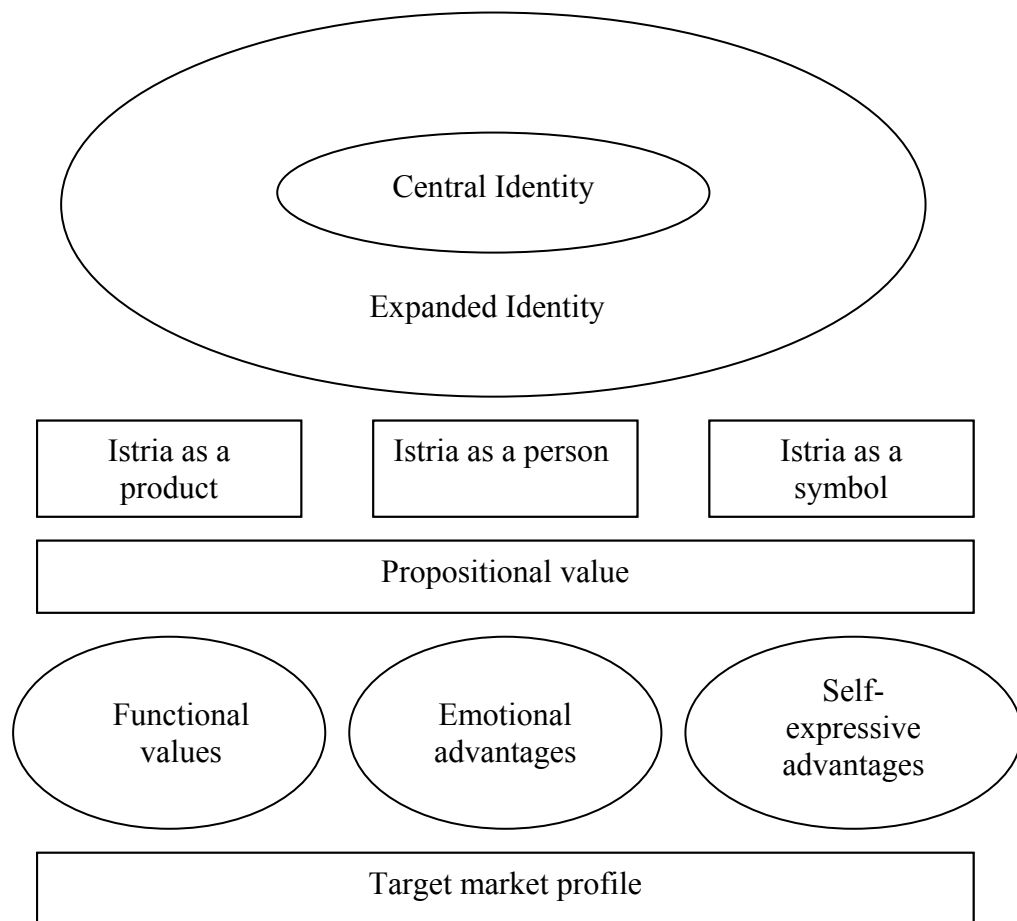 Central Identity
Expanded Identity
Istria as a
product
Istria as a person
Istria as a
symbol
Propositional value
Functional
values
Emotional
advantages
Self-
expressive
advantages
Target market profile